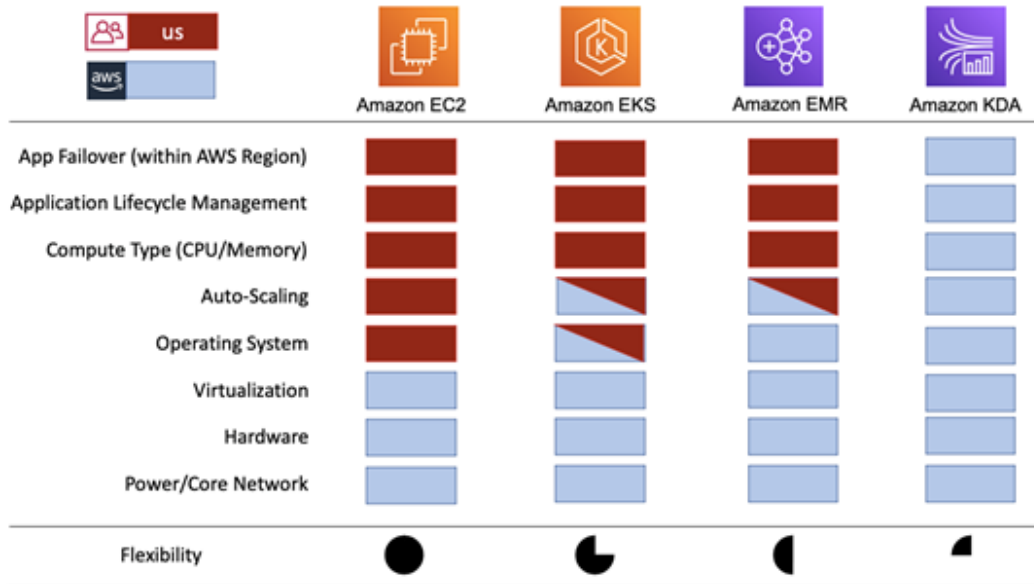 us
aws
Amazon EC2
Amazon EKS
Amazon EMR
Amazon KDA
K
App Failover (within AWS Region)
Application Lifecycle Management
Compute Type (CPU/Memory)
Auto-Scaling
Operating System
Virtualization
Hardware
Power/Core Network
Flexibility